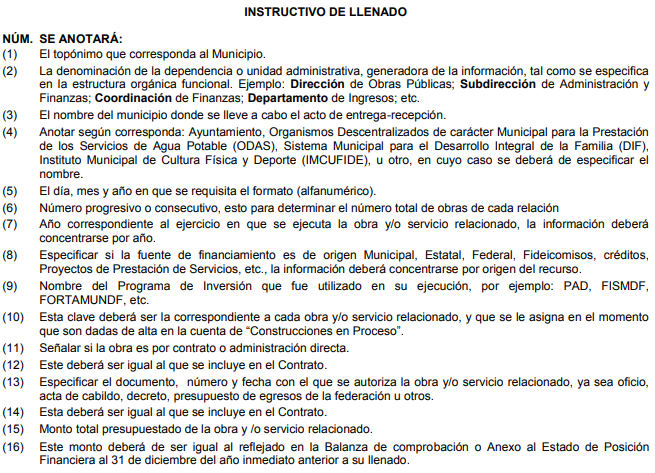 INSTRUCTIVO DE LLENADO
NÚM. SE ANOTARÁ:
(1) El topónimo que corresponda al Municipio.
(2) La denominación de la dependencia o unidad administrativa, generadora de la información, tal como se especifica
en la estructura orgánica funcional. Ejemplo: Dirección de Obras Públicas; Subdirección de Administración y
Finanzas; Coordinación de Finanzas; Departamento de Ingresos; etc.
(3) El nombre del municipio donde se lleve a cabo el acto de entrega-recepción.
(4) Anotar según corresponda: Ayuntamiento, Organismos Descentralizados de carácter Municipal para la Prestación
de los Servicios de Agua Potable (ODAS), Sistema Municipal para el Desarrollo Integral de la Familia (DIF),
Instituto Municipal de Cultura Física y Deporte (IMCUFIDE), u otro, en cuyo caso se deberá de especificar el
nombre.
(5) El día, mes y año en que se requisita el formato (alfanumérico).
(6) Número progresivo o consecutivo, esto para determinar el número total de obras de cada relación
(7) Año correspondiente al ejercicio en que se ejecuta la obra y/o servicio relacionado, la información deberá
concentrarse por año.
(8) Especificar si la fuente de financiamiento es de origen Municipal, Estatal, Federal, Fideicomisos, créditos,
Proyectos de Prestación de Servicios, etc., la información deberá concentrarse por origen del recurso.
(9) Nombre del Programa de Inversión que fue utilizado en su ejecución, por ejemplo: PAD, FISMDF,
FORTAMUNDF, etc.
(10) Esta clave deberá ser la correspondiente a cada obra y/o servicio relacionado, y que se le asigna en el momento
que son dadas de alta en la cuenta de “Construcciones en Proceso”.
(11) Señalar si la obra es por contrato o administración directa.
(12) Este deberá ser igual al que se incluye en el Contrato.
(13) Especificar el documento, número y fecha con el que se autoriza la obra y/o servicio relacionado, ya sea oficio,
acta de cabildo, decreto, presupuesto de egresos de la federación u otros.
(14) Esta deberá ser igual al que se incluye en el Contrato.
(15) Monto total presupuestado de la obra y /o servicio relacionado.
(16) Este monto deberá de ser igual al reflejado en la Balanza de comprobación o Anexo al Estado de Posición
Financiera al 31 de diciembre del año inmediato anterior a su llenado.